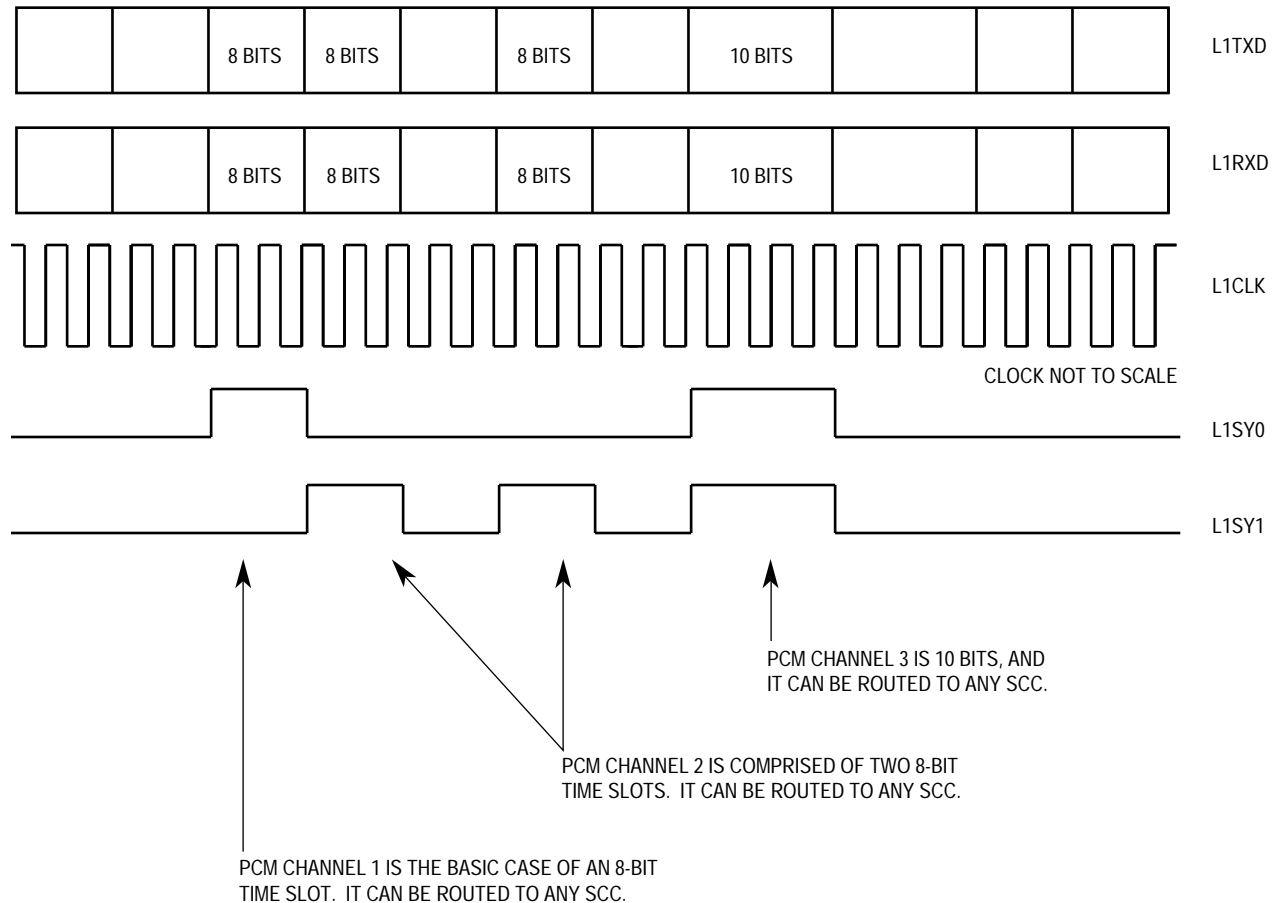 8 BITS 8 BITS 8 BITS 10 BITS L1TXD
8 BITS 8 BITS 8 BITS 10 BITS L1RXD
L1CLK
CLOCK NOT TO SCALE
L1SY0
L1SY1
PCM CHANNEL 3 IS 10 BITS, AND
IT CAN BE ROUTED TO ANY SCC.
PCM CHANNEL 2 IS COMPRISED OF TWO 8-BIT
TIME SLOTS. IT CAN BE ROUTED TO ANY SCC.
PCM CHANNEL 1 IS THE BASIC CASE OF AN 8-BIT
TIME SLOT. IT CAN BE ROUTED TO ANY SCC.